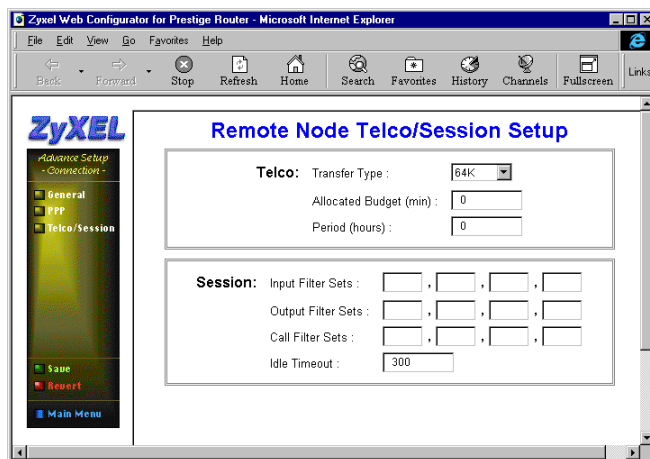 Zyxel Web Configurator for Prestige Router - Microsoft Internet Explorer
File Edit View Go Favorites Help
Back Forward Stop Refresh Home Search Favorites History Channels Fullscreen Links
ZyXEL
Advance Setup
- Connection -
General
PPP
Telco/Session
Save
Revert
Main Menu
Remote Node Telco/Session Setup
Telco: Transfer Type : 64K
Allocated Budget (min) : 0
Period (hours) : 0
Session: Input Filter Sets : , , ,
Output Filter Sets : , , ,
Call Filter Sets : , , ,
Idle Timeout : 300